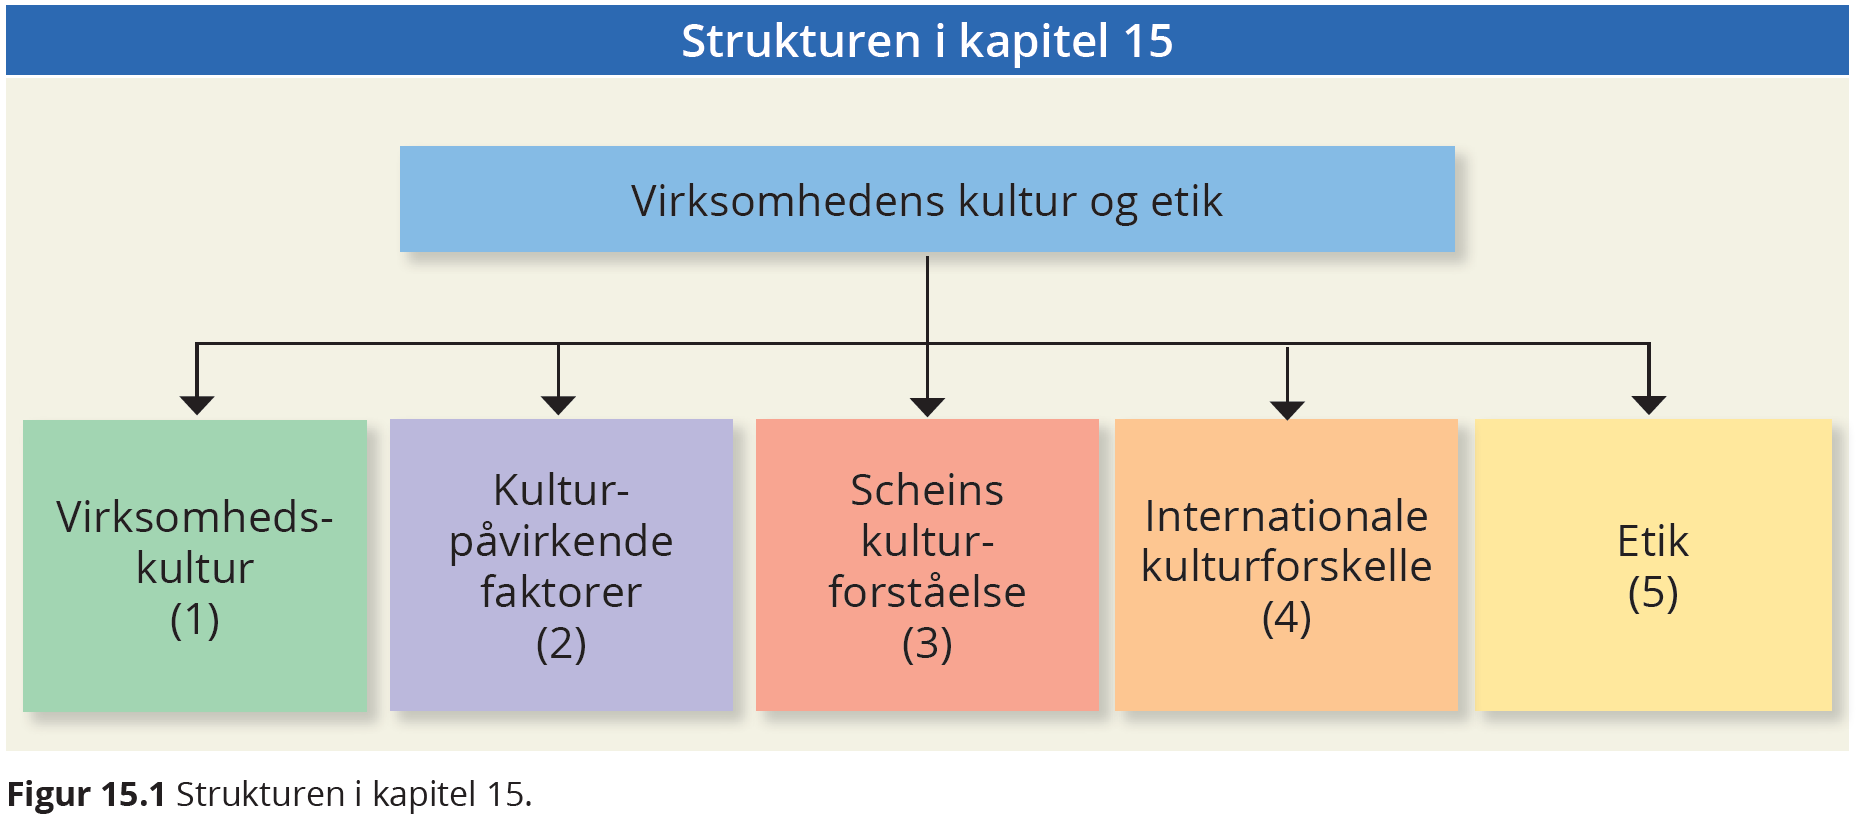 Strukturen i kapitel 15
Virksomhedens kultur og etik
Virksomheds-
kultur
(1)
Kultur-
påvirkende
faktorer
(2)
Scheins
kultur-
forståelse
(3)
Internationale
kulturforskelle
(4)
Etik
(5)
Figur 15.1 Strukturen i kapitel 15.